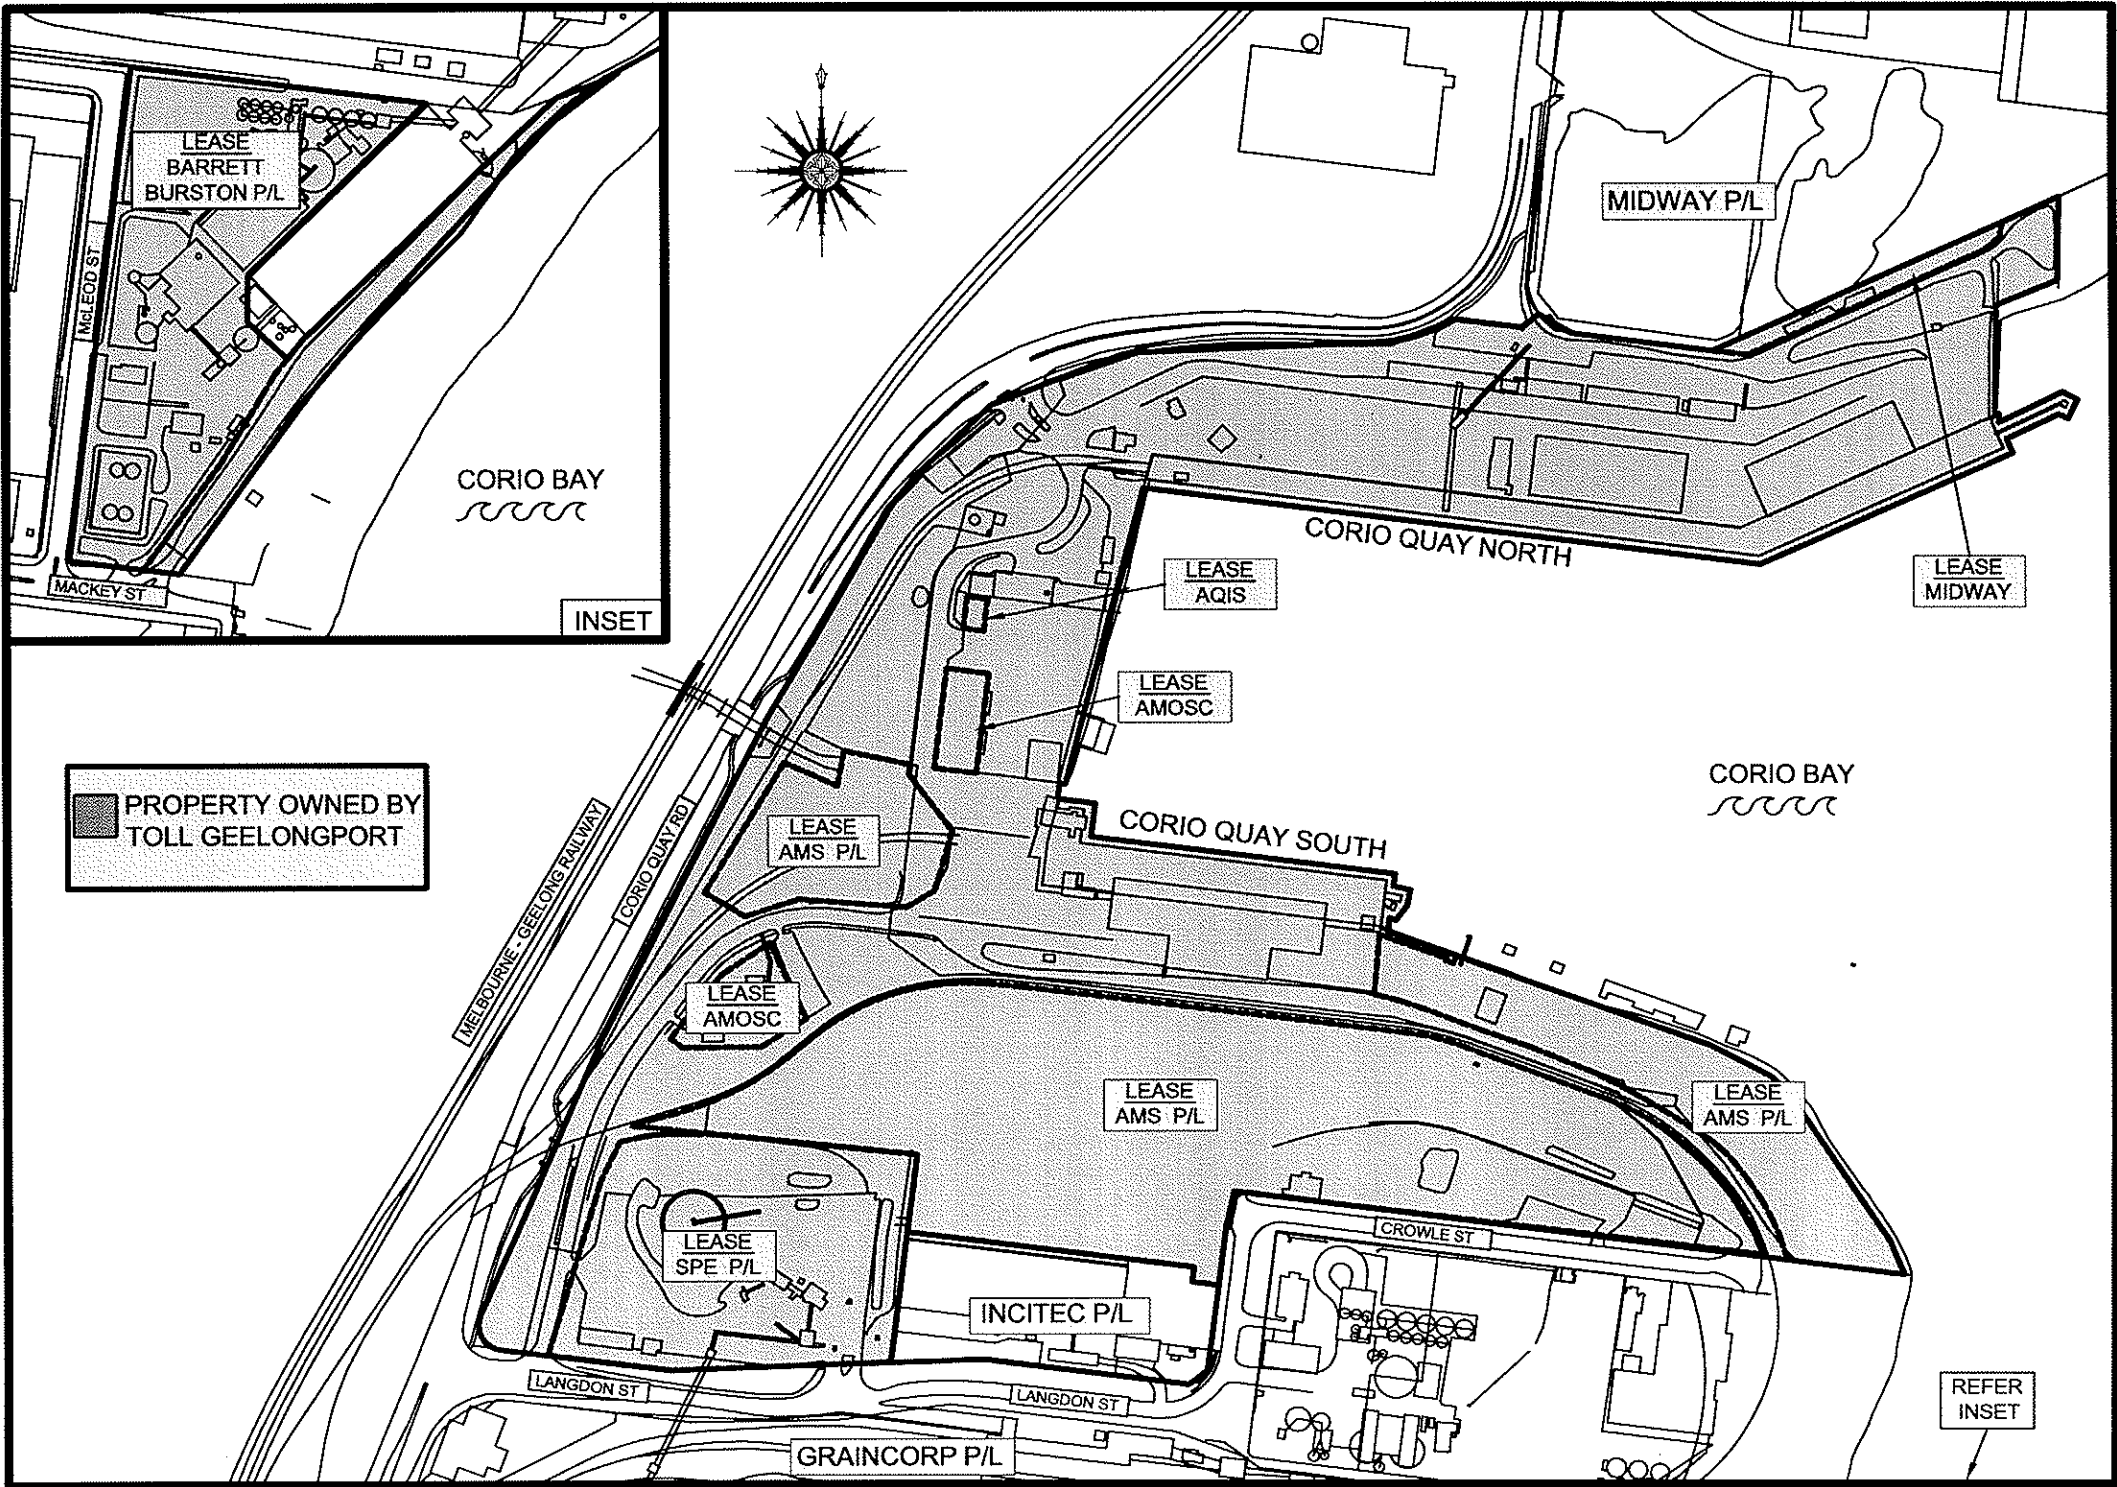 LEASE
BARRETT
BURSTON P/L
McLEOD ST
CORIO BAY
MACKEY ST
INSET
MIDWAY P/L
CORIO QUAY NORTH
LEASE
AQIS
LEASE
MIDWAY
LEASE
AMOSC
CORIO BAY
PROPERTY OWNED BY
TOLL GEELONGPORT
MELBOURNE - GEELONG RAILWAY
CORIO QUAY RD
LEASE
AMS P/L
CORIO QUAY SOUTH
LEASE
AMOSC
LEASE
AMS P/L
LEASE
AMS P/L
LEASE
SPE P/L
CROWLE ST
INCITEC P/L
LANGDON ST
LANGDON ST
GRAINCORP P/L
REFER
INSET